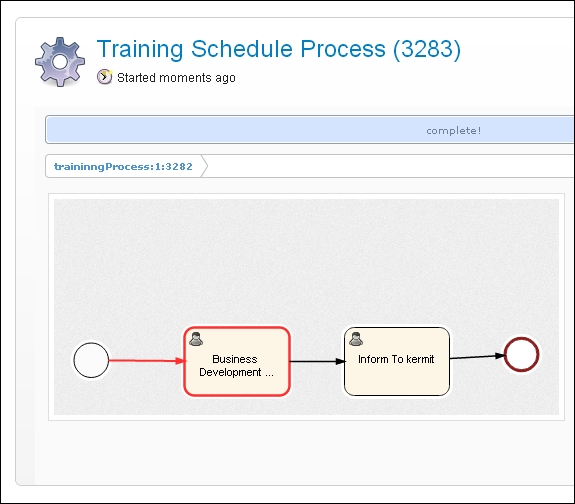 Training Schedule Process (3283)
Started moments ago
complete!
traininngProcess:1:3282
Business
Development ...
Inform To kermit